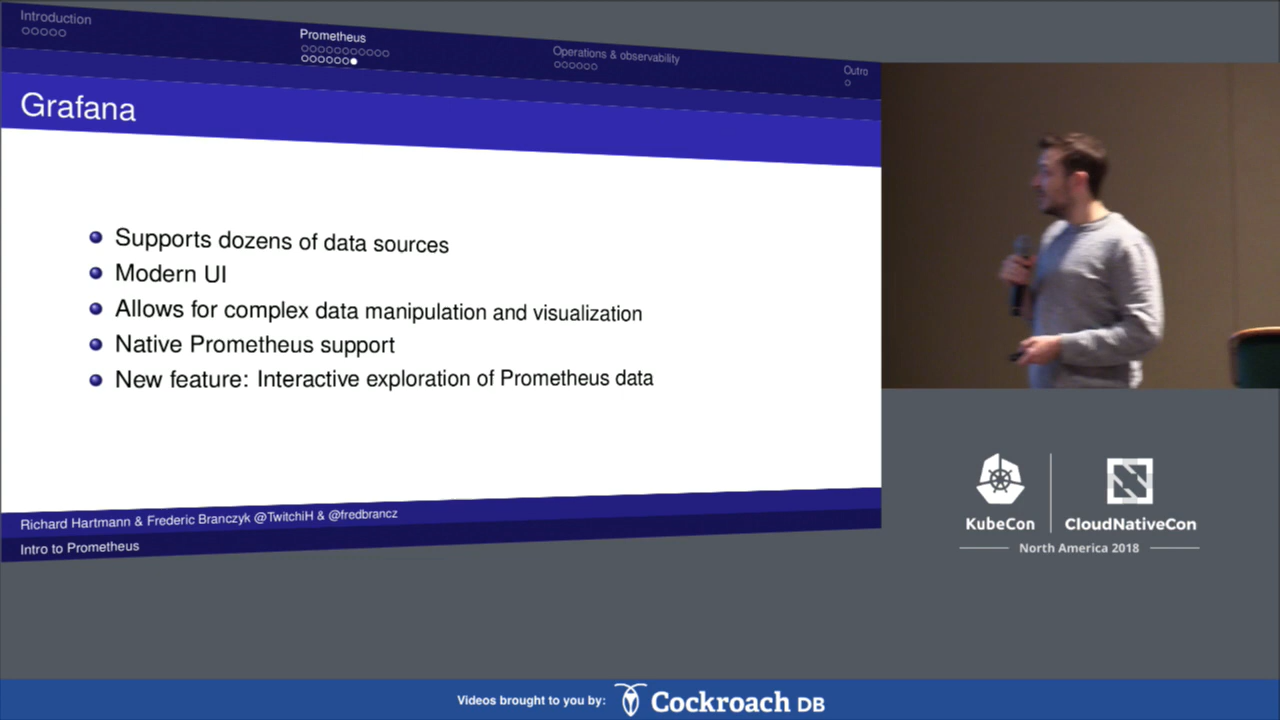 Introduction
Prometheus
Operations & observability
Outro
Grafana
Supports dozens of data sources
Modern UI
Allows for complex data manipulation and visualization
Native Prometheus support
New feature: Interactive exploration of Prometheus data
Richard Hartmann & Frederic Branczyk @TwitchiH & @fredbrancz
Intro to Prometheus
KubeCon
CloudNativeCon
North America 2018
Videos brought to you by:
Cockroach DB